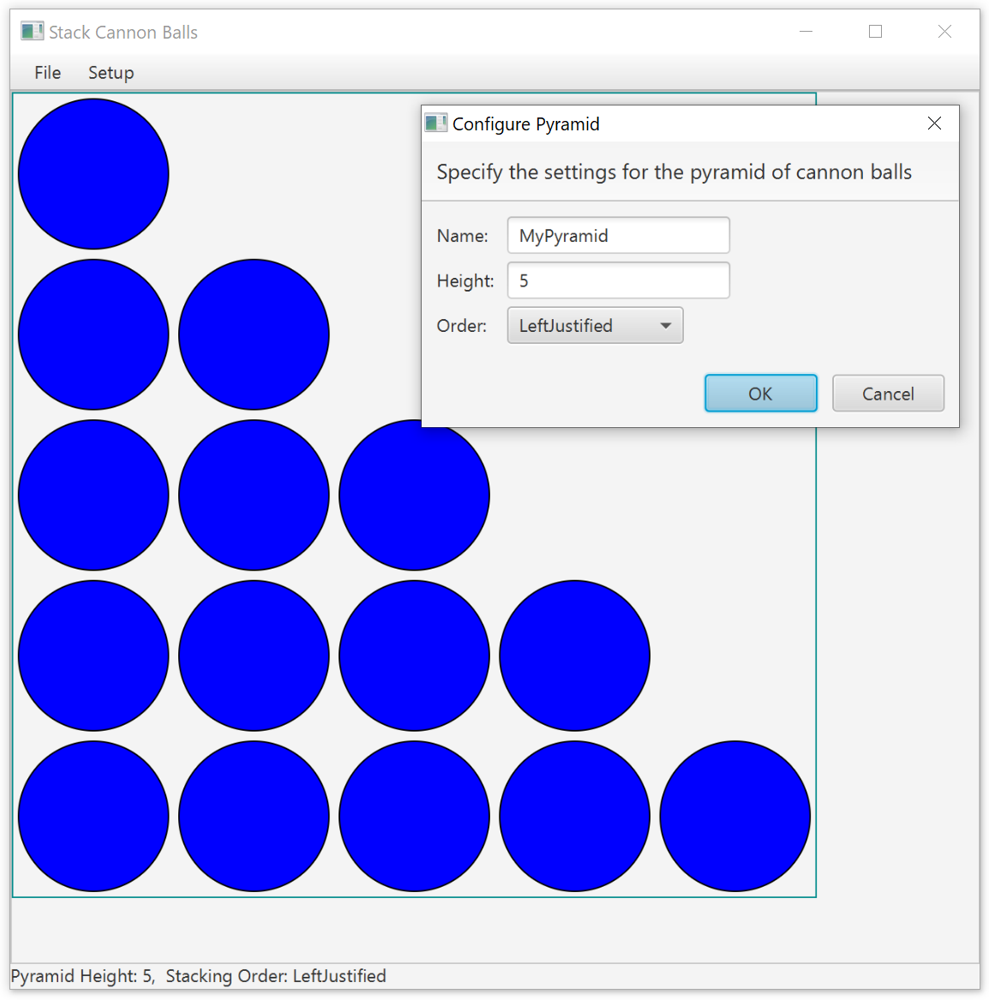 Stack Cannon Balls
File Setup
Configure Pyramid
Specify the settings for the pyramid of cannon balls
Name: MyPyramid
Height: 5
Order: LeftJustified
OK Cancel
Pyramid Height: 5,  Stacking Order: LeftJustified